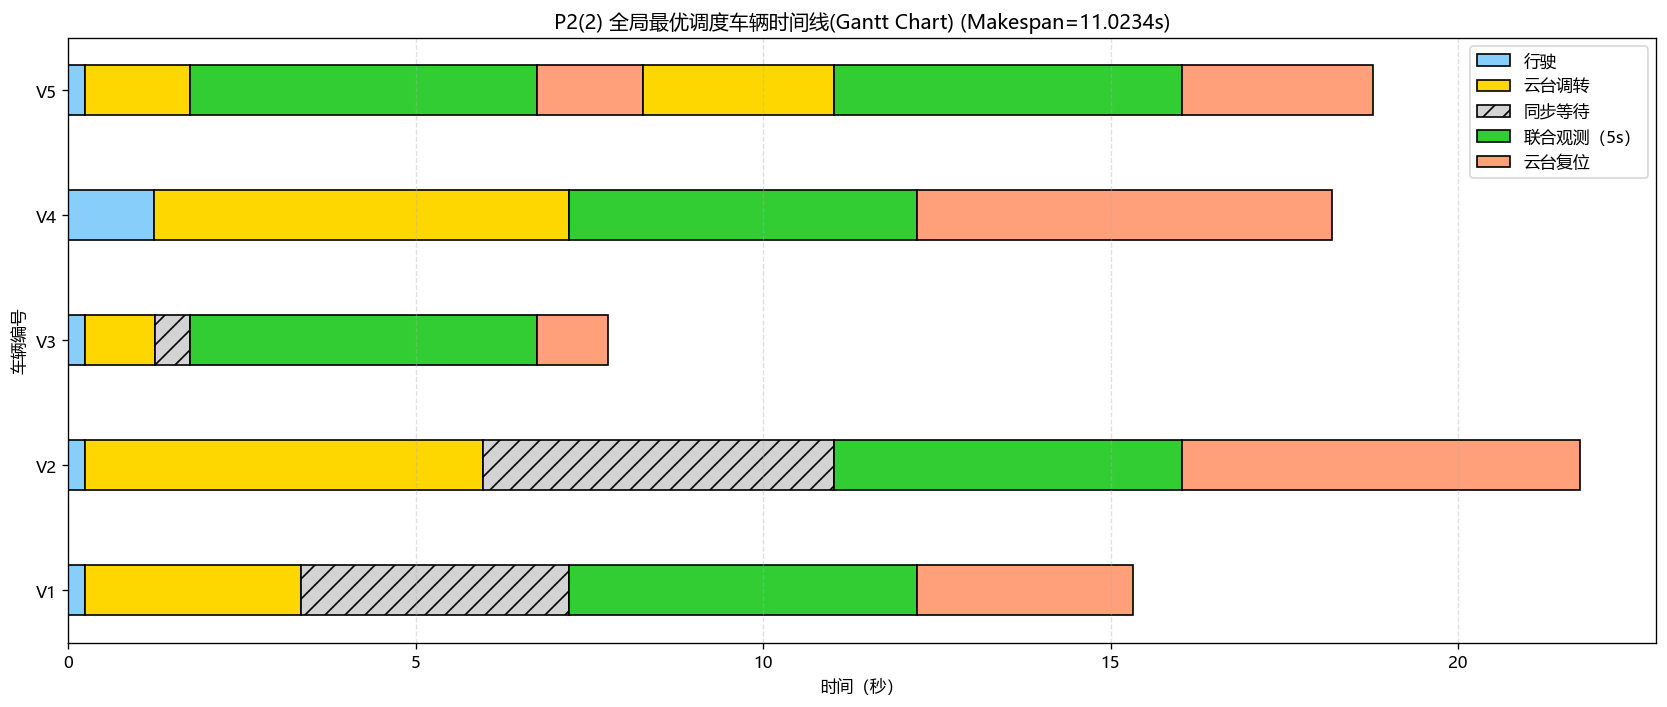 P2(2) 全局最优调度车辆时间线(Gantt Chart) (Makespan=11.0234s)
行驶
云台调转
同步等待
联合观测（5s）
云台复位
车辆编号
V5
V4
V3
V2
V1
0 5 10 15 20
时间（秒）